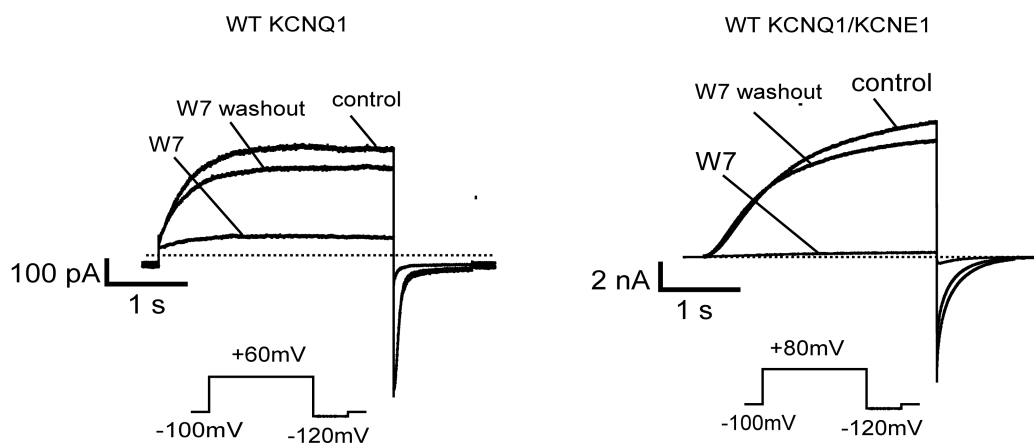 WT KCNQ1
W7 washout
control
W7
100 pA
1 s
+60mV
-100mV
-120mV
WT KCNQ1/KCNE1
W7 washout
control
W7
2 nA
1 s
+80mV
-100mV
-120mV